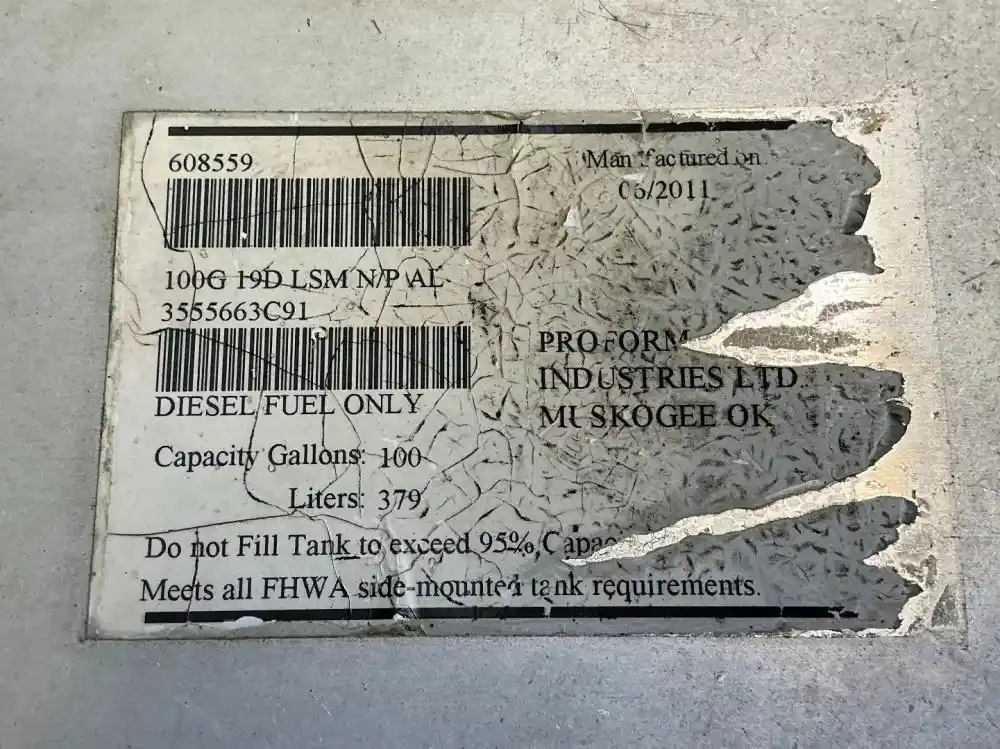 608559
Manufactured on
06/2011
100G 19D LSM N/P AL
3555663C91
PROFORM
INDUSTRIES LTD.
MUSKOGEE OK
DIESEL FUEL ONLY
Capacity Gallons: 100
Liters: 379
Do not Fill Tank to exceed 95%
Meets all FHWA side-mounted tank requirements.